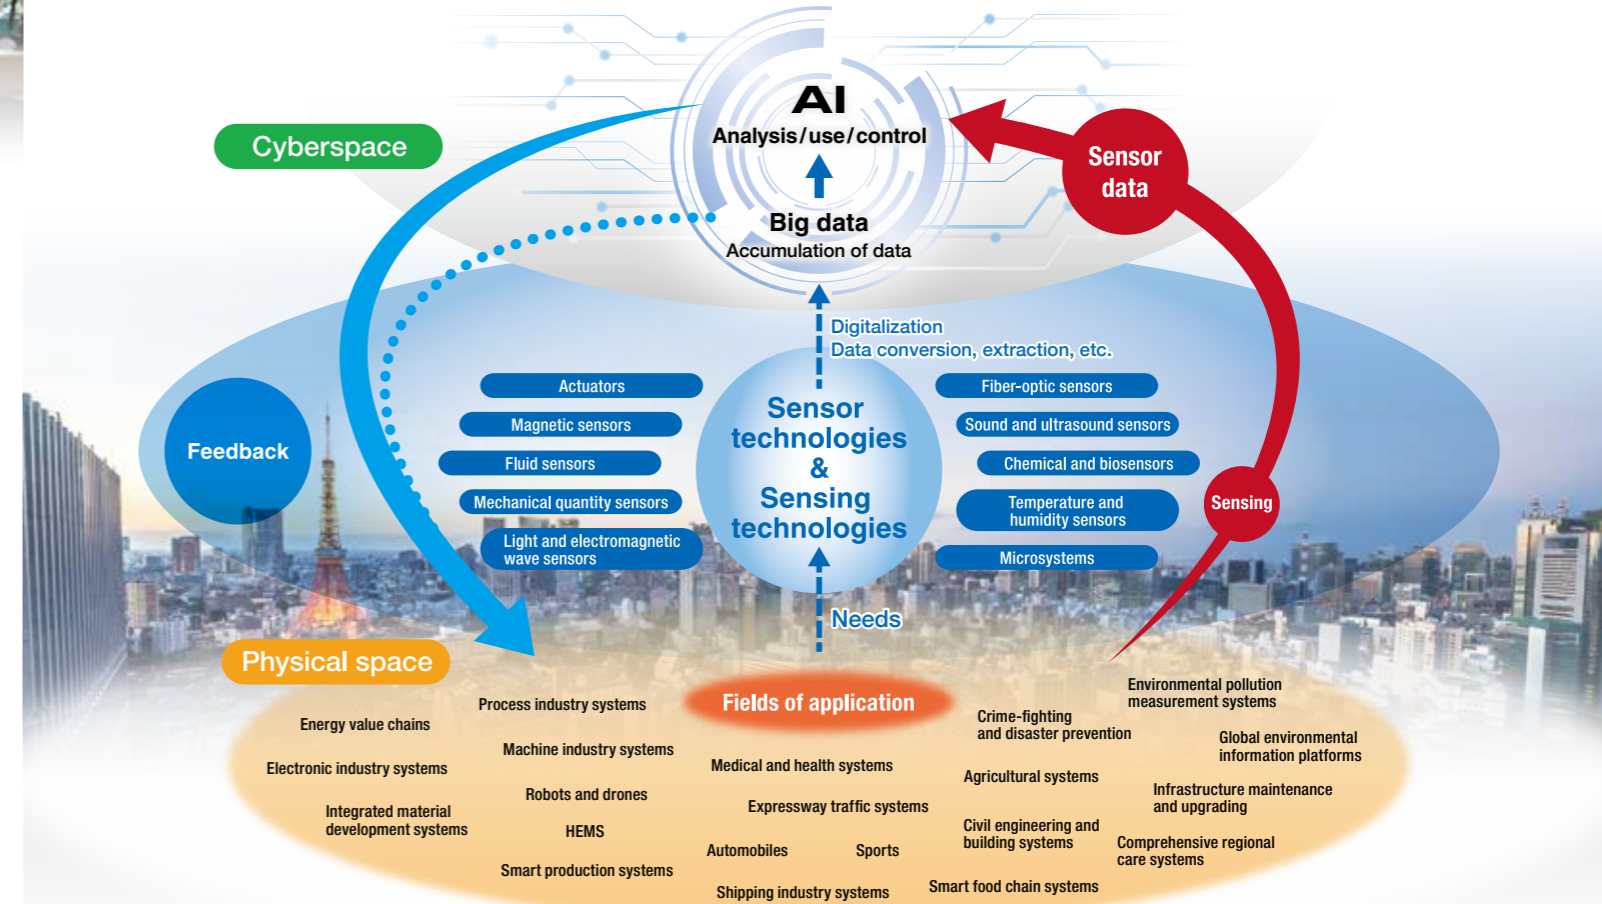 Cyberspace
AI
Analysis/use/control
Big data
Accumulation of data
Sensor
data
Digitalization
Data conversion, extraction, etc.
Feedback
Actuators
Magnetic sensors
Fluid sensors
Mechanical quantity sensors
Light and electromagnetic
wave sensors
Sensor
technologies
&
Sensing
technologies
Fiber-optic sensors
Sound and ultrasound sensors
Chemical and biosensors
Temperature and
humidity sensors
Microsystems
Sensing
Needs
Physical space
Fields of application
Energy value chains
Electronic industry systems
Integrated material
development systems
Process industry systems
Machine industry systems
Robots and drones
HEMS
Smart production systems
Medical and health systems
Expressway traffic systems
Automobiles
Sports
Shipping industry systems
Crime-fighting
and disaster prevention
Agricultural systems
Civil engineering and
building systems
Smart food chain systems
Environmental pollution
measurement systems
Global environmental
information platforms
Infrastructure maintenance
and upgrading
Comprehensive regional
care systems